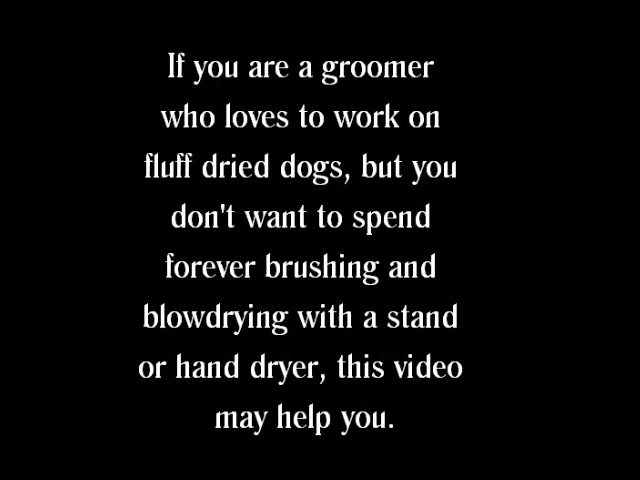 If you are a groomer
who loves to work on
fluff dried dogs, but you
don't want to spend
forever brushing and
blowdrying with a stand
or hand dryer, this video
may help you.